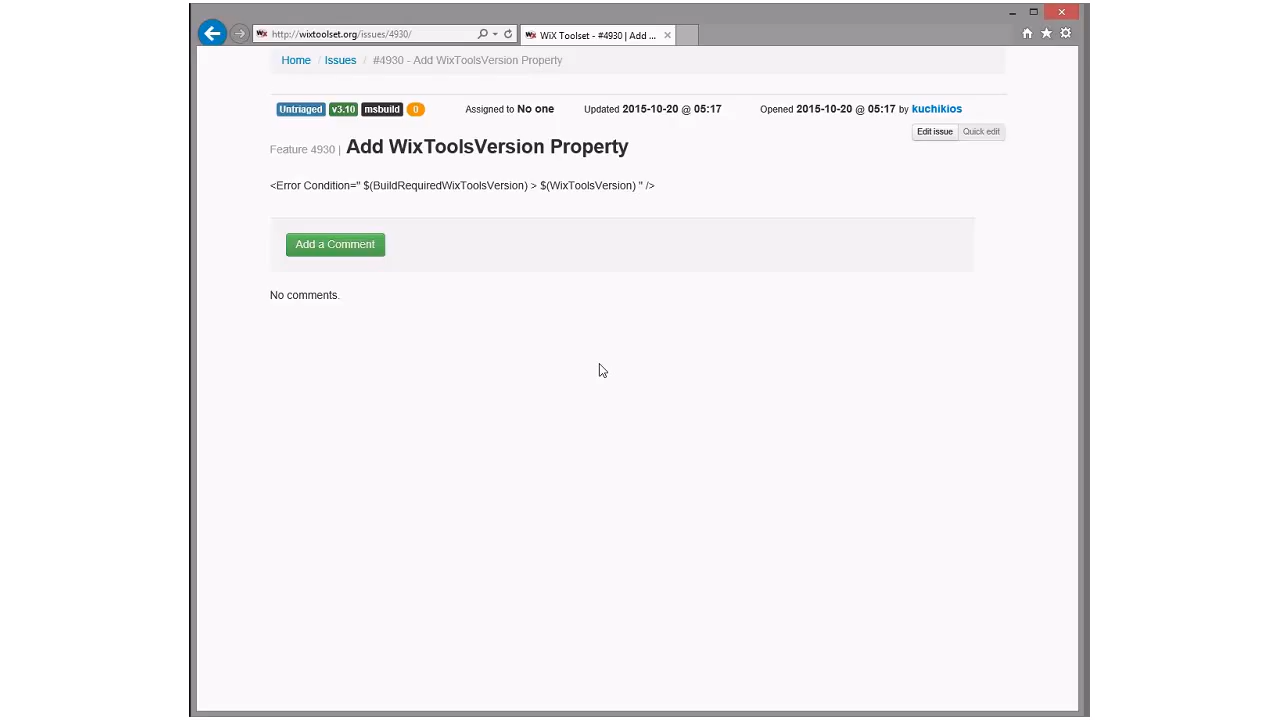 http://wixtoolset.org/issues/4930/
WiX Toolset - #4930 | Add ...
Home / Issues / #4930 - Add WixToolsVersion Property
Untriaged v3.10 msbuild 0 Assigned to No one Updated 2015-10-20 @ 05:17 Opened 2015-10-20 @ 05:17 by kuchikios
Edit issue Quick edit
Feature 4930 | Add WixToolsVersion Property
<Error Condition=" $(BuildRequiredWixToolsVersion) > $(WixToolsVersion) " />
Add a Comment
No comments.